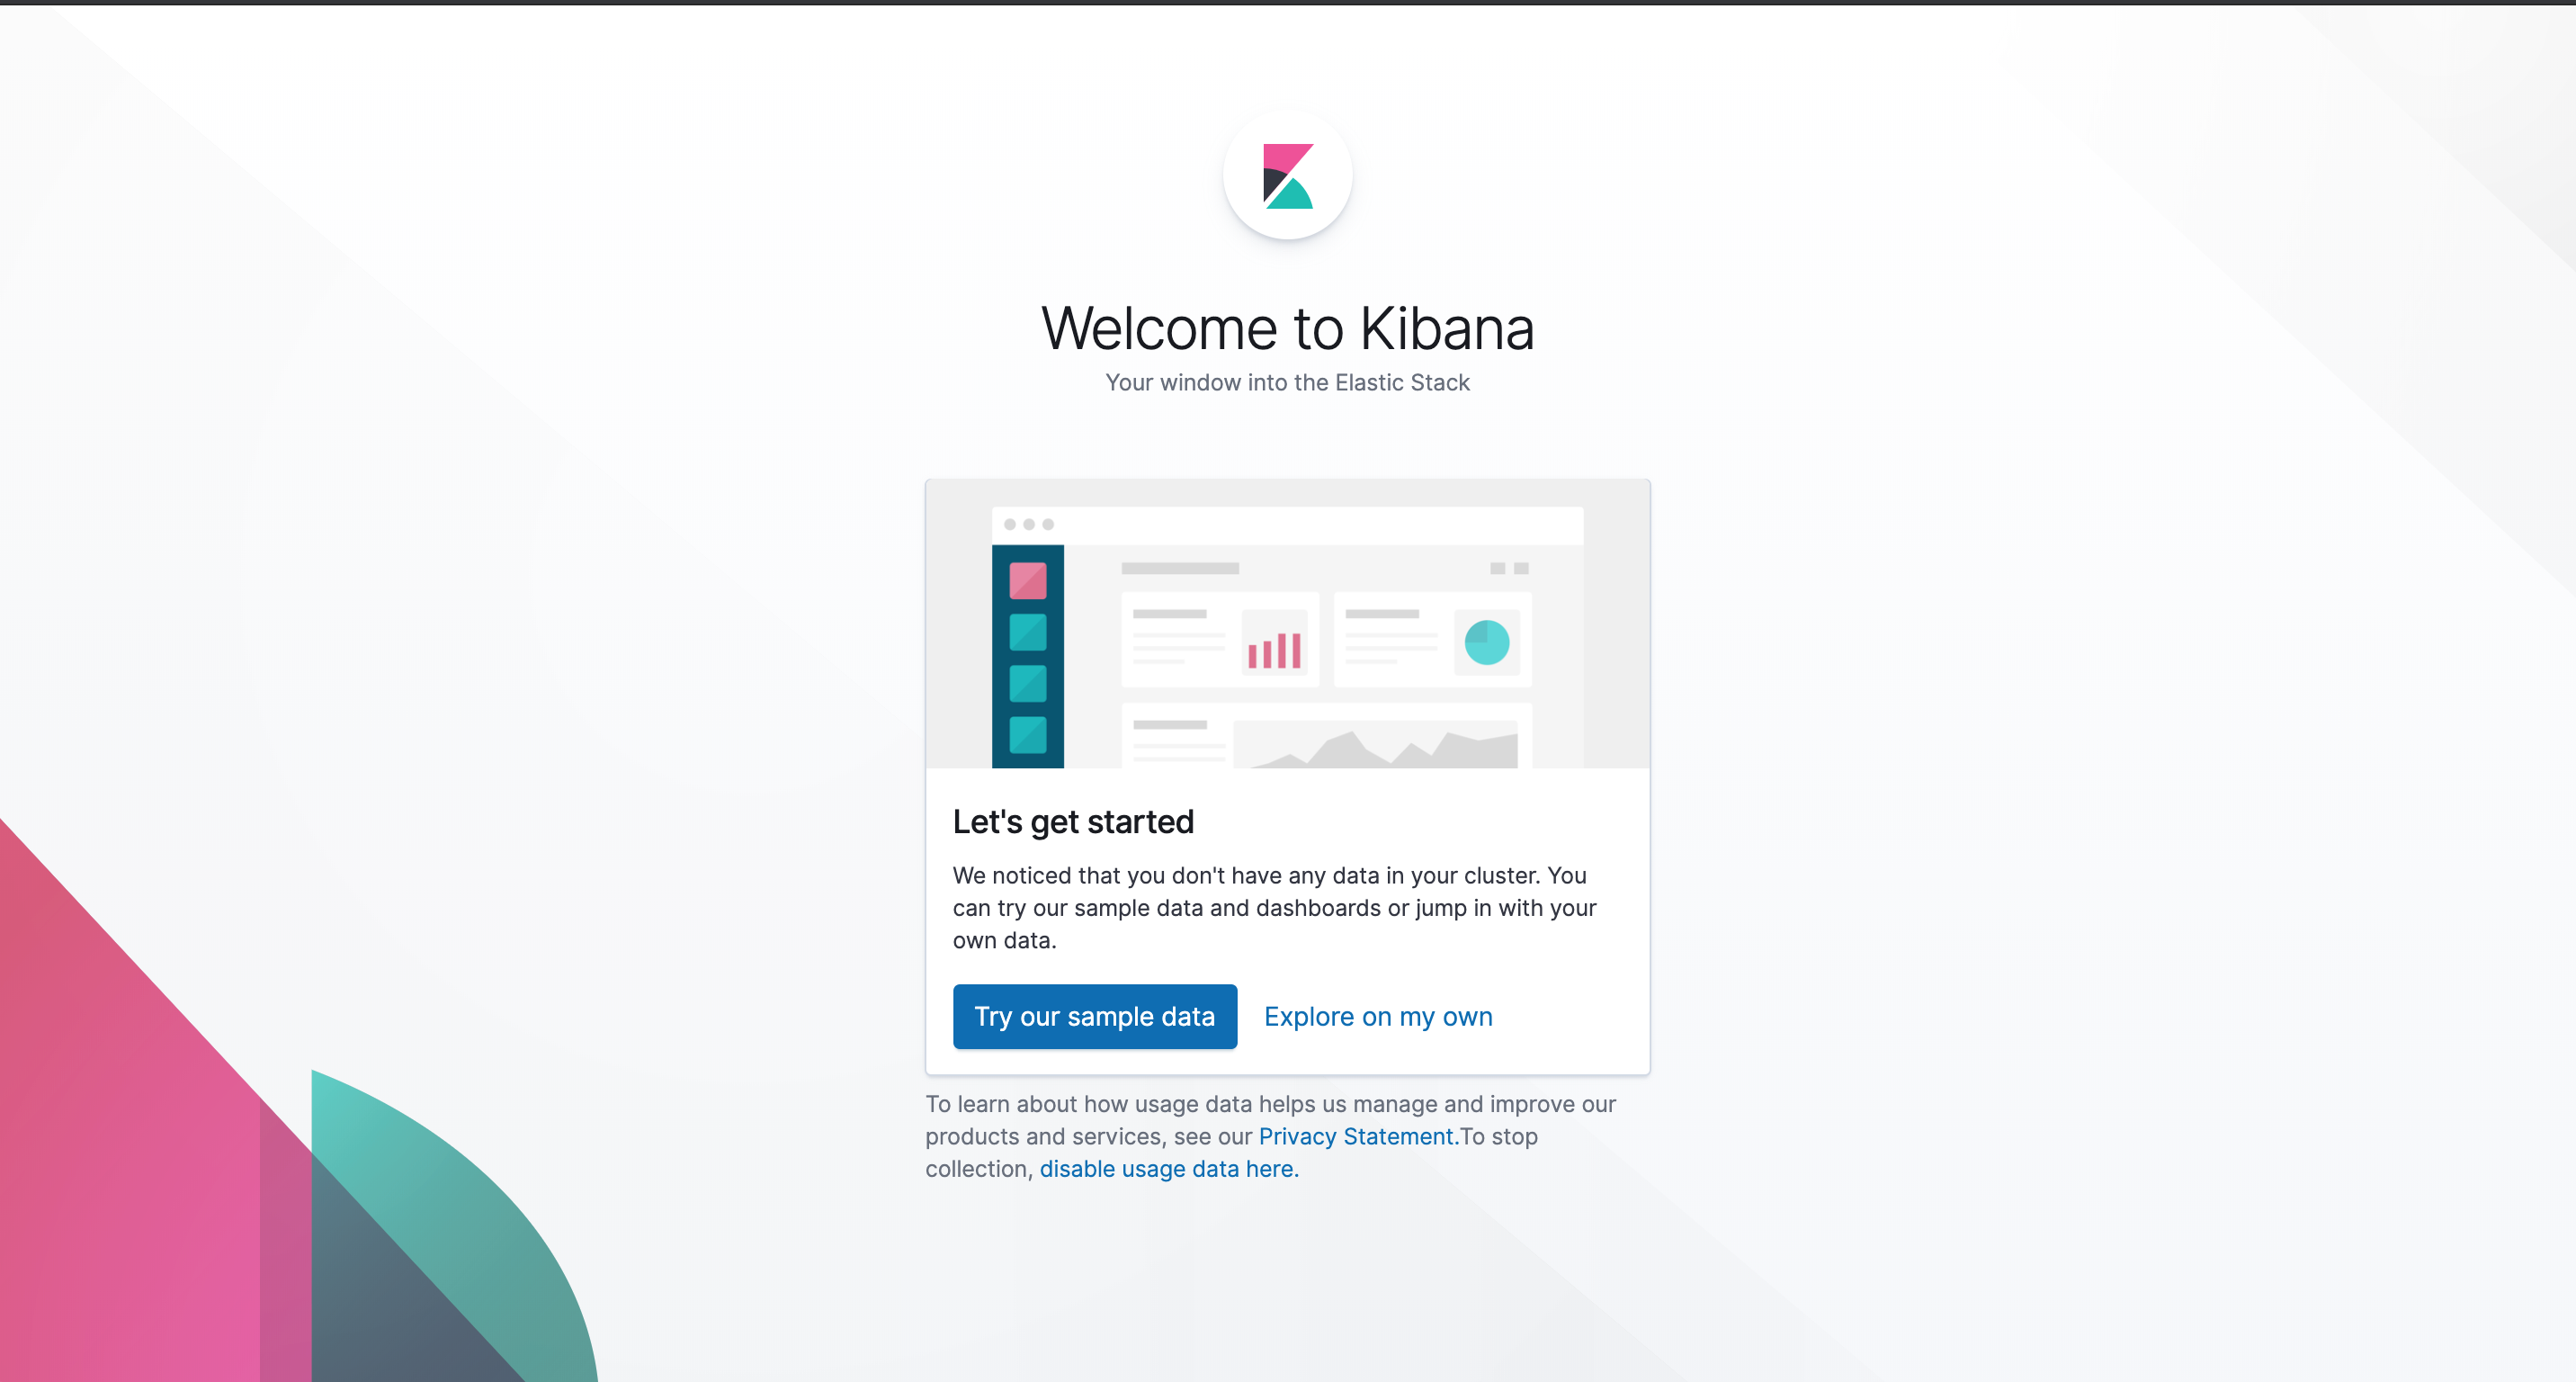 Welcome to Kibana
Your window into the Elastic Stack
Let's get started
We noticed that you don't have any data in your cluster. You
can try our sample data and dashboards or jump in with your
own data.
Try our sample data
Explore on my own
To learn about how usage data helps us manage and improve our
products and services, see our Privacy Statement.To stop
collection, disable usage data here.